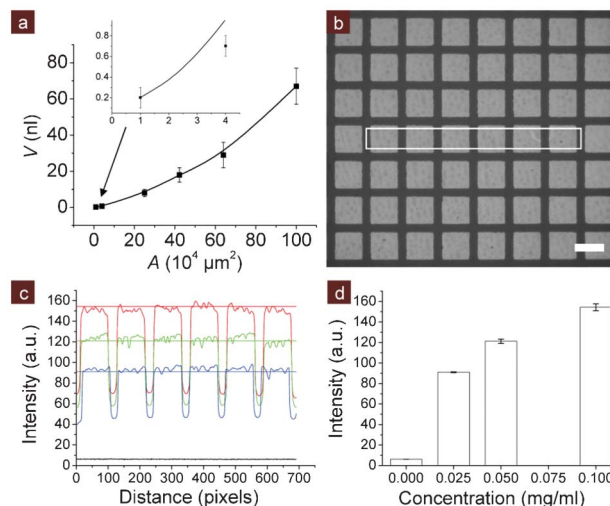 a
V (nl)
80
60
40
20
0
0 20 40 60 80 100
A (10⁴ μm²)
0.8
0.6
0.4
0.2
0 2 4
b
c
Intensity (a.u.)
160
140
120
100
80
60
40
20
0
0 100 200 300 400 500 600 700
Distance (pixels)
d
Intensity (a.u.)
160
140
120
100
80
60
40
20
0
0.000 0.025 0.050 0.075 0.100
Concentration (mg/ml)